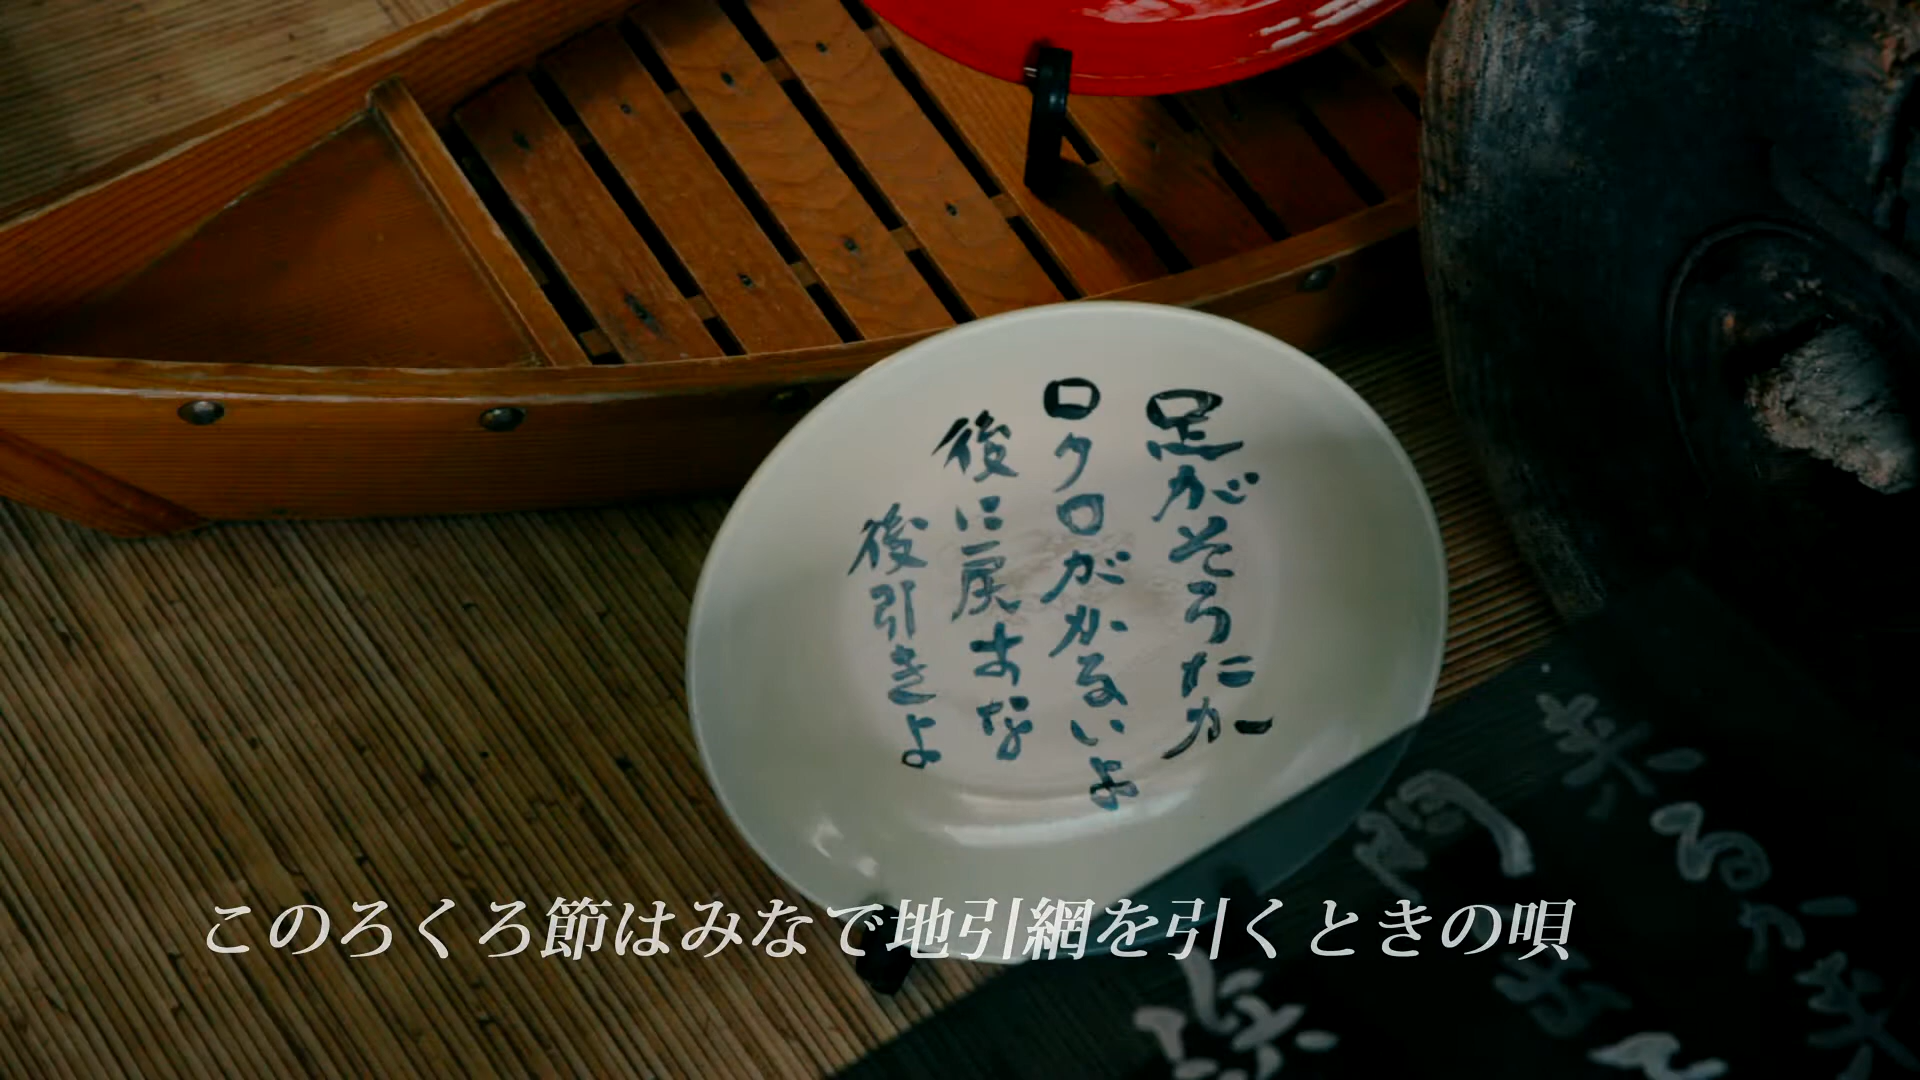 足がそろたか
ロクロがかるいよ
後に戻すな
後引きよ
このろくろ節はみなで地引網を引くときの唄